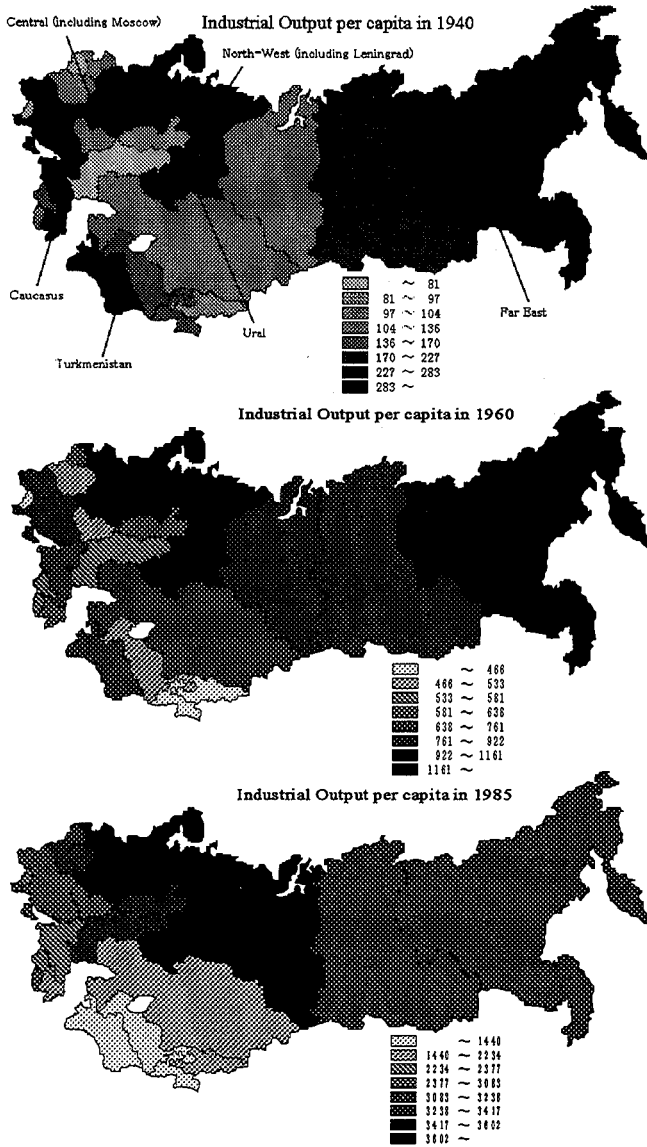 Central (including Moscow)
Industrial Output per capita in 1940
North-West (including Leningrad)
Caucasus
Turkmenistan
Ural
Far East
~ 81
81 ~ 97
97 ~ 104
104 ~ 136
136 ~ 170
170 ~ 227
227 ~ 283
283 ~
Industrial Output per capita in 1960
~ 466
466 ~ 533
533 ~ 581
581 ~ 638
638 ~ 761
761 ~ 922
922 ~ 1161
1161 ~
Industrial Output per capita in 1985
~ 1440
1440 ~ 2234
2234 ~ 2377
2377 ~ 3083
3083 ~ 3238
3238 ~ 3417
3417 ~ 3602
3602 ~